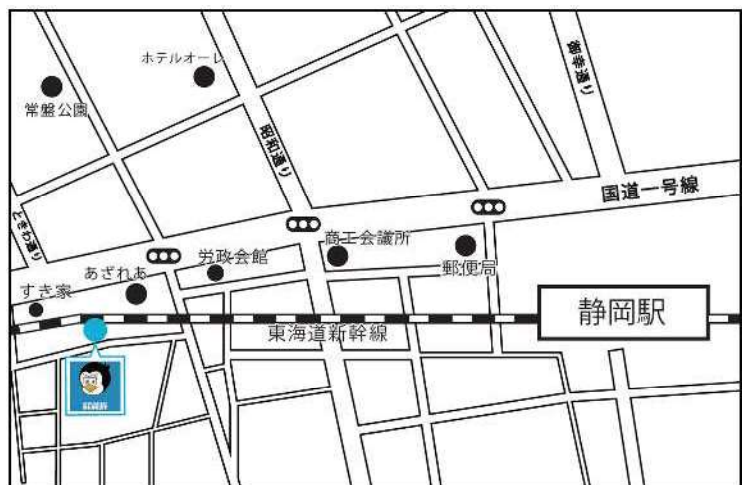 ホテルオーレ
常盤公園
御幸通り
昭和通り
国道一号線
ときわ通り
商工会議所
労政会館
郵便局
あざれあ
すき家
静岡駅
東海道新幹線